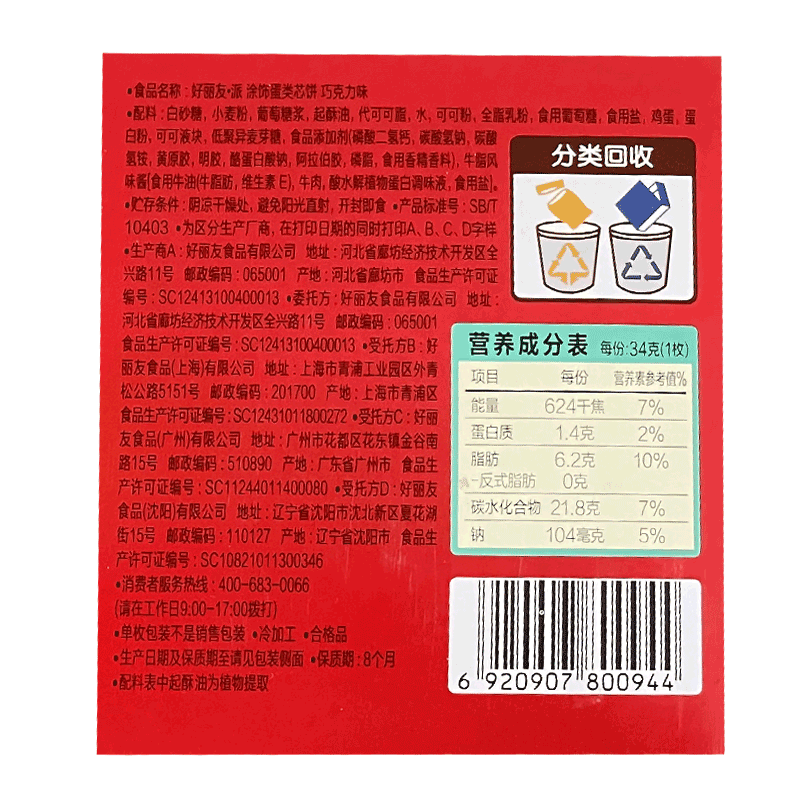 •食品名称：好丽友•派 涂饰蛋类芯饼 巧克力味
•配料：白砂糖，小麦粉，葡萄糖浆，起酥油，代可可脂，水，可可粉，全脂乳粉，食用葡萄糖，食用盐，鸡蛋，蛋
白粉，可可液块，低聚异麦芽糖，食品添加剂(磷酸二氢钙，碳酸氢钠，碳酸
氢铵，黄原胶，明胶，酪蛋白酸钠，阿拉伯胶，磷脂，食用香精香料)，牛脂风
味酱[食用牛油(牛脂肪，维生素E)，牛肉，酸水解植物蛋白调味液，食用盐]。
•贮存条件：阴凉干燥处，避免阳光直射，开封即食 •产品标准号：SB/T
10403 •为区分生产厂商，在打印日期的同时打印A、B、C、D字样
•生产商A：好丽友食品有限公司 地址：河北省廊坊经济技术开发区全
兴路11号 邮政编码：065001 产地：河北省廊坊市 食品生产许可证
编号：SC12413100400013 •委托方：好丽友食品有限公司 地址：
河北省廊坊经济技术开发区全兴路11号 邮政编码：065001
食品生产许可证编号：SC12413100400013 •受托方B：好
丽友食品(上海)有限公司 地址：上海市青浦工业园区外青
松公路5151号 邮政编码：201700 产地：上海市青浦区
食品生产许可证编号：SC12431011800272 •受托方C：好丽
友食品(广州)有限公司 地址：广州市花都区花东镇金谷南
路15号 邮政编码：510890 产地：广东省广州市 食品生
产许可证编号：SC11244011400080 •受托方D：好丽友
食品(沈阳)有限公司 地址：辽宁省沈阳市沈北新区夏花湖
街15号 邮政编码：110127 产地：辽宁省沈阳市 食品生
产许可证编号：SC10821011300346
•消费者服务热线：400-683-0066
(请在工作日9:00-17:00拨打)
•单枚包装不是销售包装 •冷加工 •合格品
•生产日期及保质期至请见包装侧面 •保质期：8个月
•配料表中起酥油为植物提取
分类回收
营养成分表 每份:34克(1枚)
项目 每份 营养素参考值%
能量 624千焦 7%
蛋白质 1.4克 2%
脂肪 6.2克 10%
-反式脂肪 0克
碳水化合物 21.8克 7%
钠 104毫克 5%
6 920907 800944